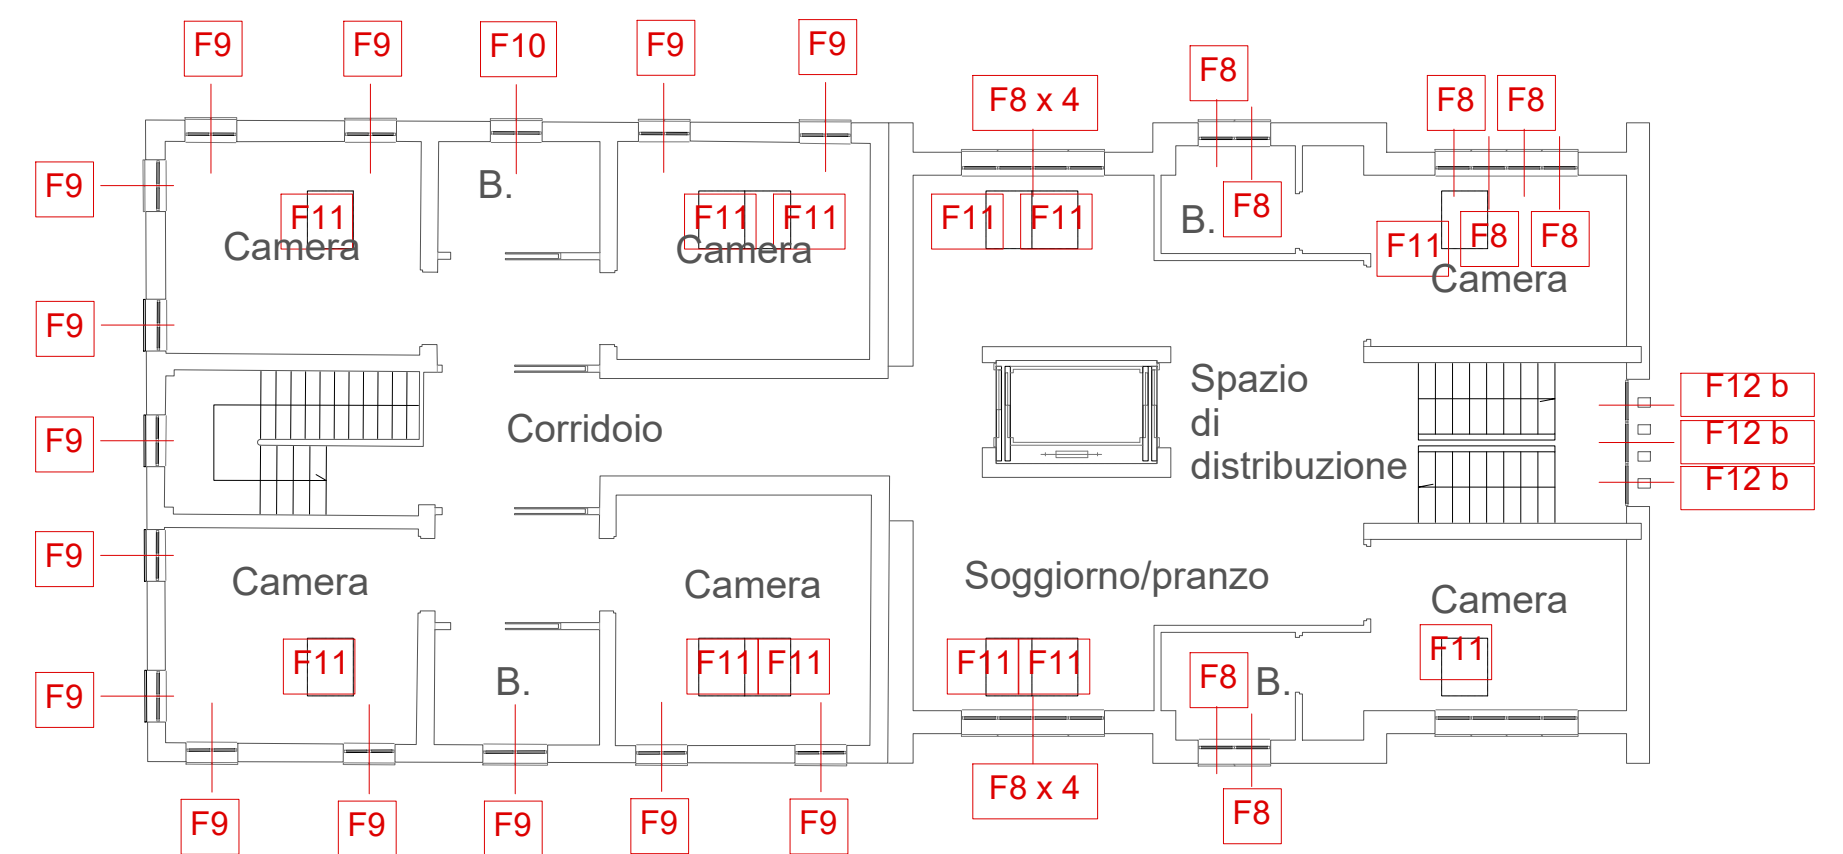 F9
F9
F10
F9
F9
F8 x 4
F8
F8
F8
F9
B.
F11
Camera
F11
F11
Camera
F11
F11
B.
F8
F11
F8
F8
Camera
F9
F12 b
F12 b
F12 b
F9
Corridoio
Spazio
di
distribuzione
F9
Camera
Camera
Soggiorno/pranzo
Camera
F11
F9
F11
B.
F11
F11
F11
F11
F8
B.
F8 x 4
F9
F9
F9
F9
F9
F8